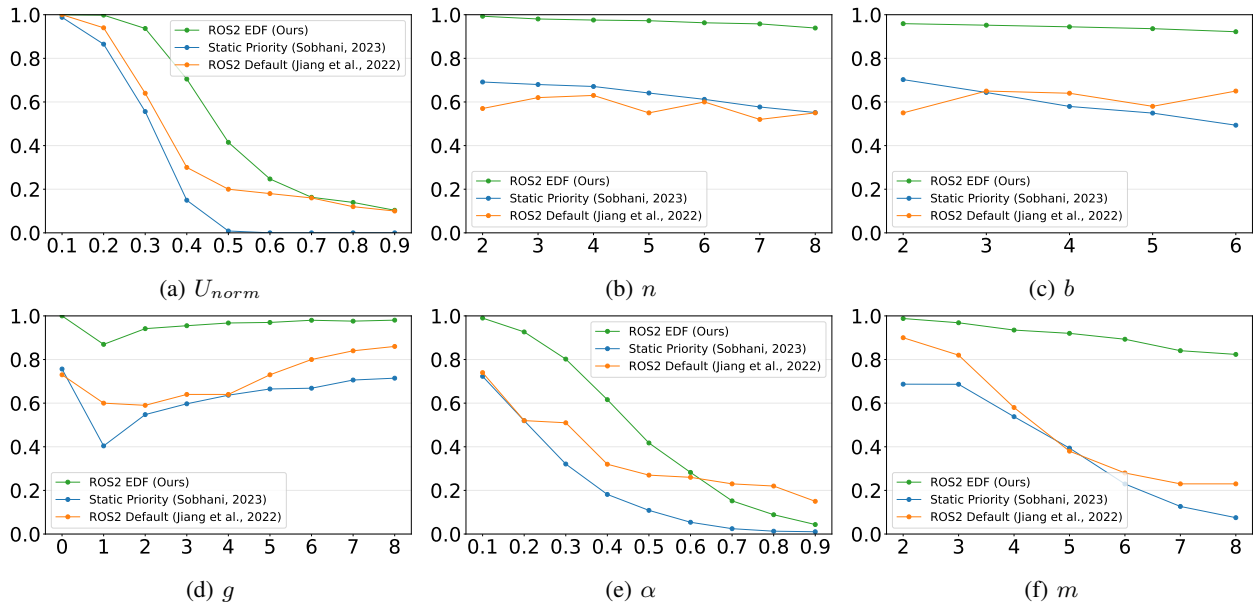 1.0
0.8
0.6
0.4
0.2
0.0
ROS2 EDF (Ours)
Static Priority (Sobhani, 2023)
ROS2 Default (Jiang et al., 2022)
0.1 0.2 0.3 0.4 0.5 0.6 0.7 0.8 0.9
(a) U_norm
1.0
0.8
0.6
0.4
0.2
0.0
ROS2 EDF (Ours)
Static Priority (Sobhani, 2023)
ROS2 Default (Jiang et al., 2022)
2 3 4 5 6 7 8
(b) n
1.0
0.8
0.6
0.4
0.2
0.0
ROS2 EDF (Ours)
Static Priority (Sobhani, 2023)
ROS2 Default (Jiang et al., 2022)
2 3 4 5 6
(c) b
1.0
0.8
0.6
0.4
0.2
0.0
ROS2 EDF (Ours)
Static Priority (Sobhani, 2023)
ROS2 Default (Jiang et al., 2022)
0 1 2 3 4 5 6 7 8
(d) g
1.0
0.8
0.6
0.4
0.2
0.0
ROS2 EDF (Ours)
Static Priority (Sobhani, 2023)
ROS2 Default (Jiang et al., 2022)
0.1 0.2 0.3 0.4 0.5 0.6 0.7 0.8 0.9
(e) α
1.0
0.8
0.6
0.4
0.2
0.0
ROS2 EDF (Ours)
Static Priority (Sobhani, 2023)
ROS2 Default (Jiang et al., 2022)
2 3 4 5 6 7 8
(f) m